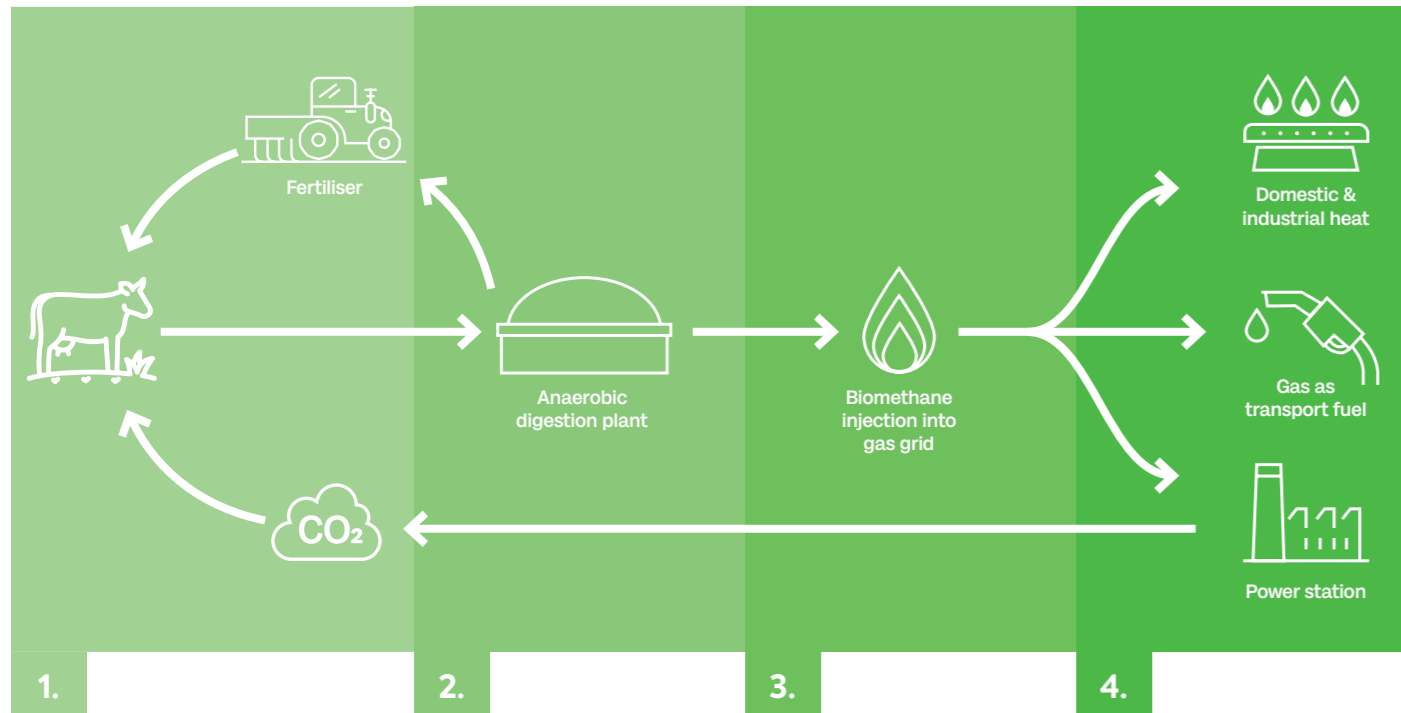 Fertiliser
CO₂
1.
Anaerobic
digestion plant
2.
Biomethane
injection into
gas grid
3.
Domestic &
industrial heat
Gas as
transport fuel
Power station
4.